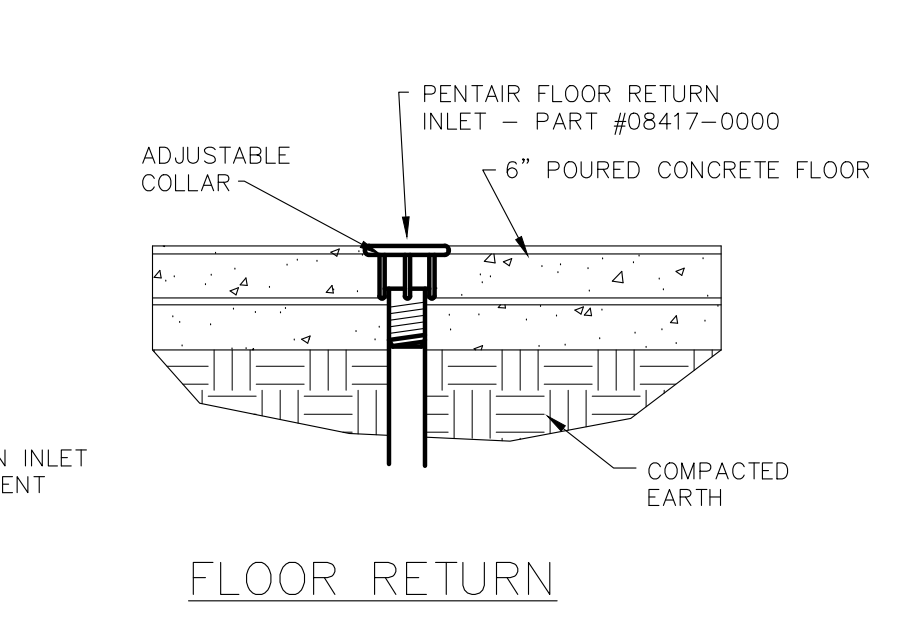 PENTAIR FLOOR RETURN
INLET - PART #08417-0000
ADJUSTABLE
COLLAR
6" POURED CONCRETE FLOOR
N INLET
ENT
COMPACTED
EARTH
FLOOR RETURN